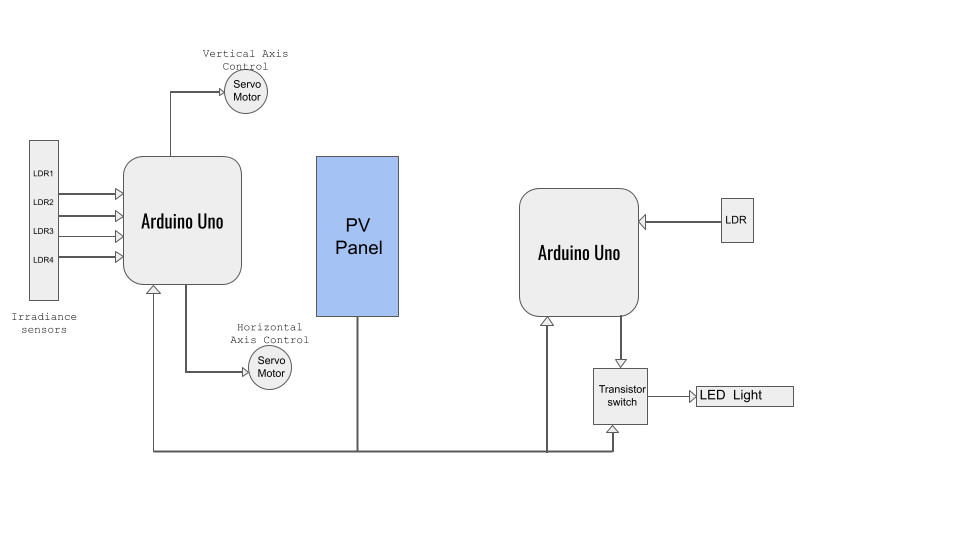 Vertical Axis
Control
Servo
Motor
LDR1
LDR2
LDR3
LDR4
Arduino Uno
Irradiance
sensors
Horizontal
Axis Control
Servo
Motor
PV
Panel
Arduino Uno
LDR
Transistor
switch
LED  Light